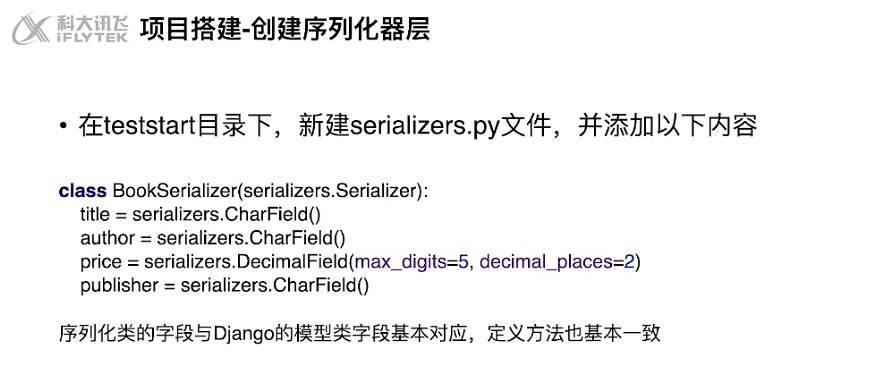 科大讯飞
iFLYTEK
项目搭建-创建序列化器层
• 在teststart目录下，新建serializers.py文件，并添加以下内容
class BookSerializer(serializers.Serializer):
    title = serializers.CharField()
    author = serializers.CharField()
    price = serializers.DecimalField(max_digits=5, decimal_places=2)
    publisher = serializers.CharField()
序列化类的字段与Django的模型类字段基本对应，定义方法也基本一致